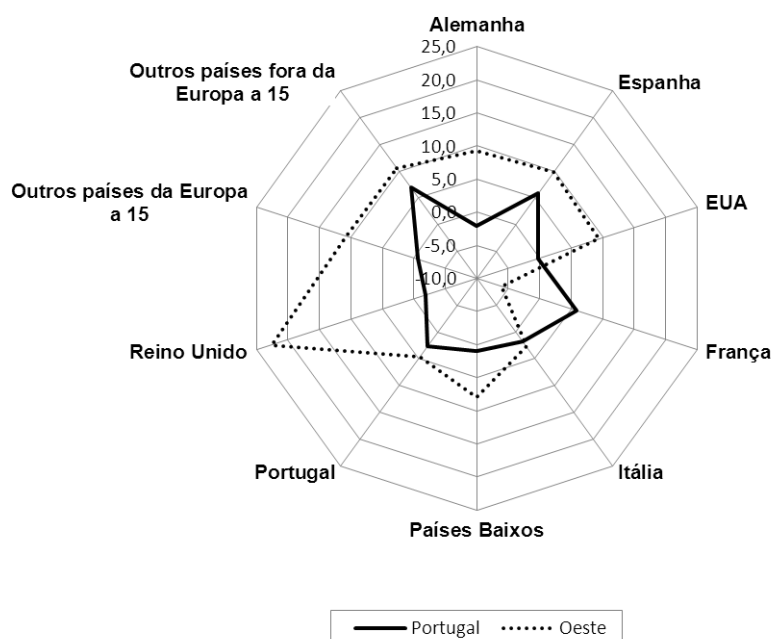 Alemanha
25,0
20,0
15,0
10,0
5,0
0,0
-5,0
-10,0
Outros países fora da
Europa a 15
Espanha
Outros países da Europa
a 15
EUA
Reino Unido
França
Portugal
Itália
Países Baixos
Portugal
Oeste